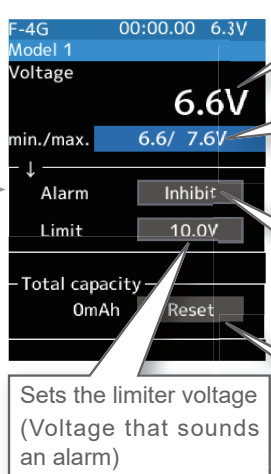 F-4G 00:00.00 6.3V
Model 1
Voltage
6.6V
min./max. 6.6/ 7.6V
↓
Alarm Inhibit
Limit 10.0V
Total capacity
0mAh Reset
Sets the limiter voltage
(Voltage that sounds
an alarm)